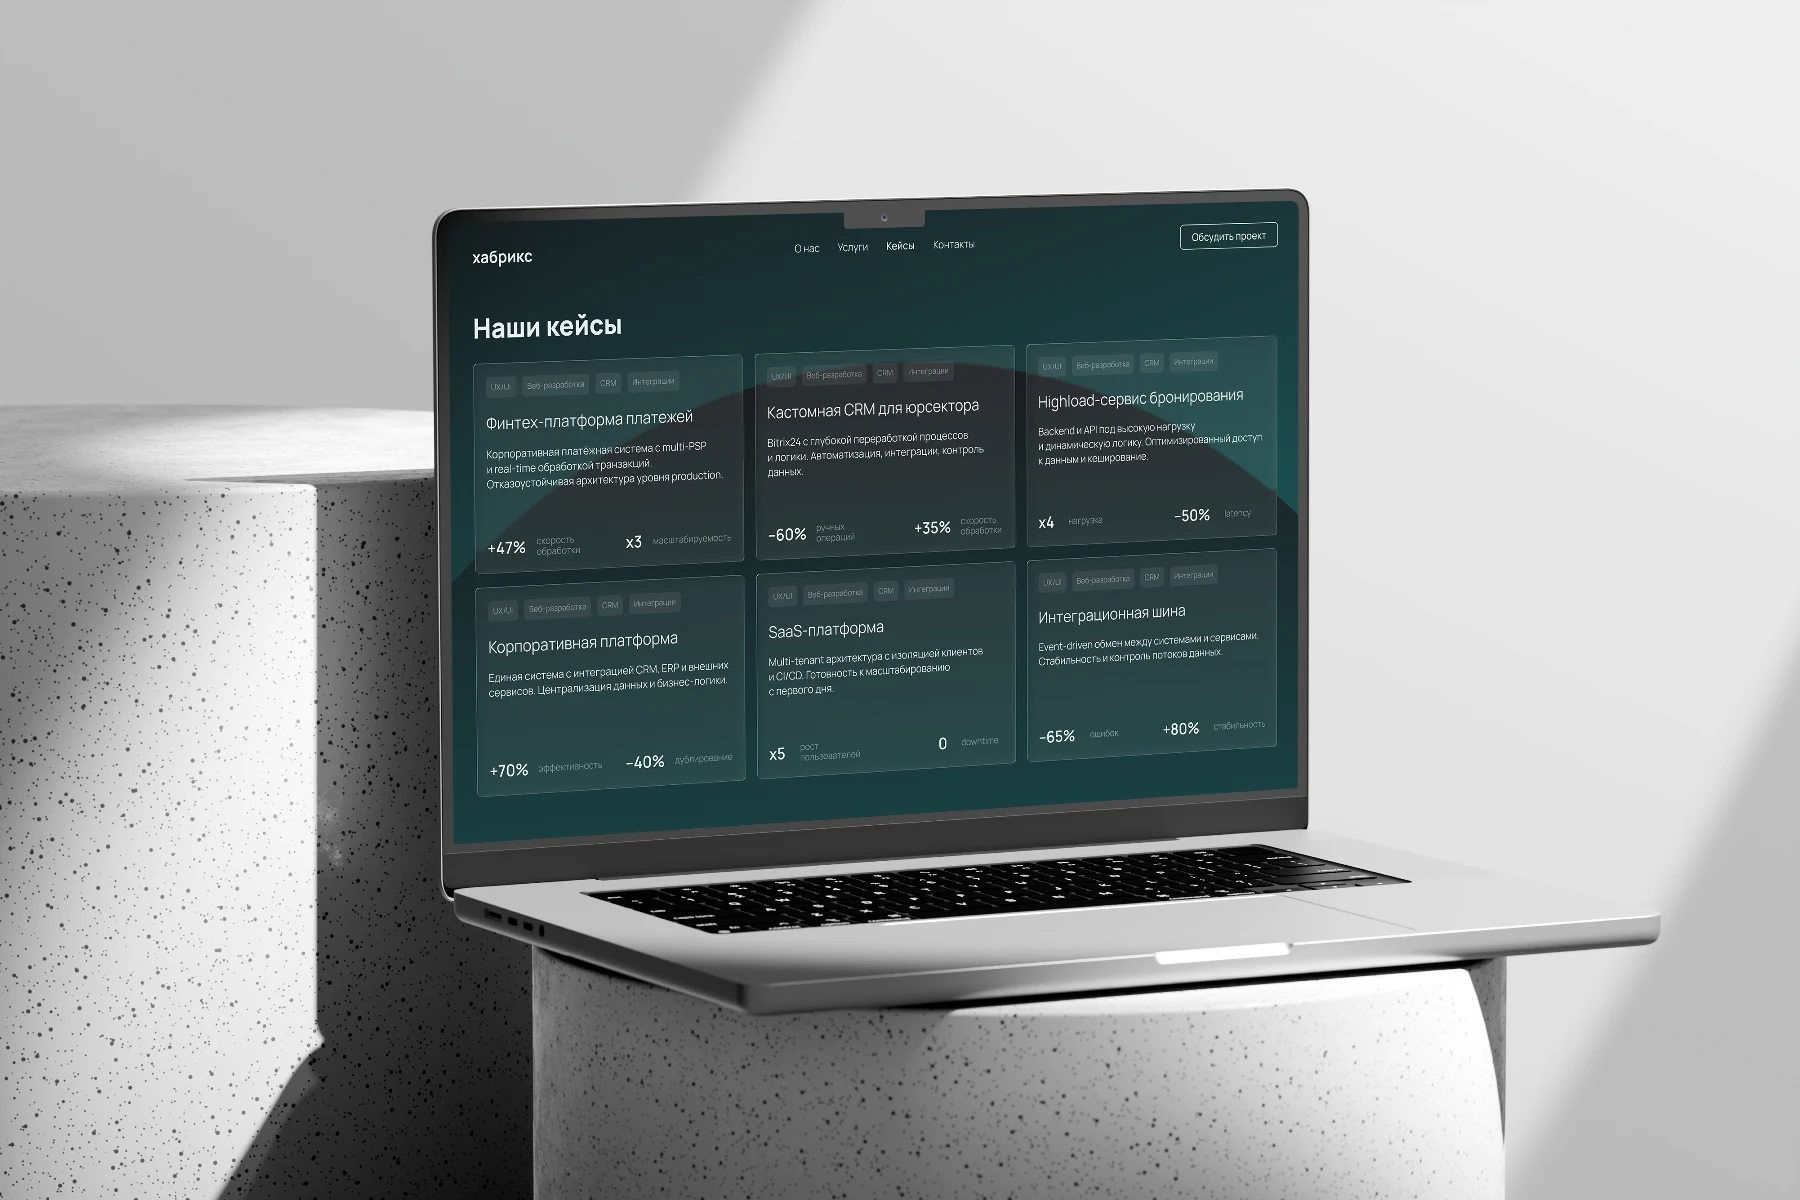 хабрикс
О нас Услуги Кейсы Контакты
Обсудить проект
Наши кейсы
UX/UI Веб-разработка CRM Интеграции
Финтех-платформа платежей
Корпоративная платёжная система с multi-PSP
и real-time обработкой транзакций.
Отказоустойчивая архитектура уровня production.
+47% скорость
обработки
x3 масштабируемость
UX/UI Веб-разработка CRM Интеграции
Кастомная CRM для юрсектора
Bitrix24 с глубокой переработкой процессов
и логики. Автоматизация, интеграции, контроль
данных.
–60% ручных
операций
+35% скорость
обработки
UX/UI Веб-разработка CRM Интеграции
Highload-сервис бронирования
Backend и API под высокую нагрузку
и динамическую логику. Оптимизированный доступ
к данным и кеширование.
x4 нагрузка
–50% latency
UX/UI Веб-разработка CRM Интеграции
Корпоративная платформа
Единая система с интеграцией CRM, ERP и внешних
сервисов. Централизация данных и бизнес-логики.
+70% эффективность
–40% дублирование
UX/UI Веб-разработка CRM Интеграции
SaaS-платформа
Multi-tenant архитектура с изоляцией клиентов
и CI/CD. Готовность к масштабированию
с первого дня.
x5 рост
пользователей
0 downtime
UX/UI Веб-разработка CRM Интеграции
Интеграционная шина
Event-driven обмен между системами и сервисами.
Стабильность и контроль потоков данных.
–65% ошибок
+80% стабильность